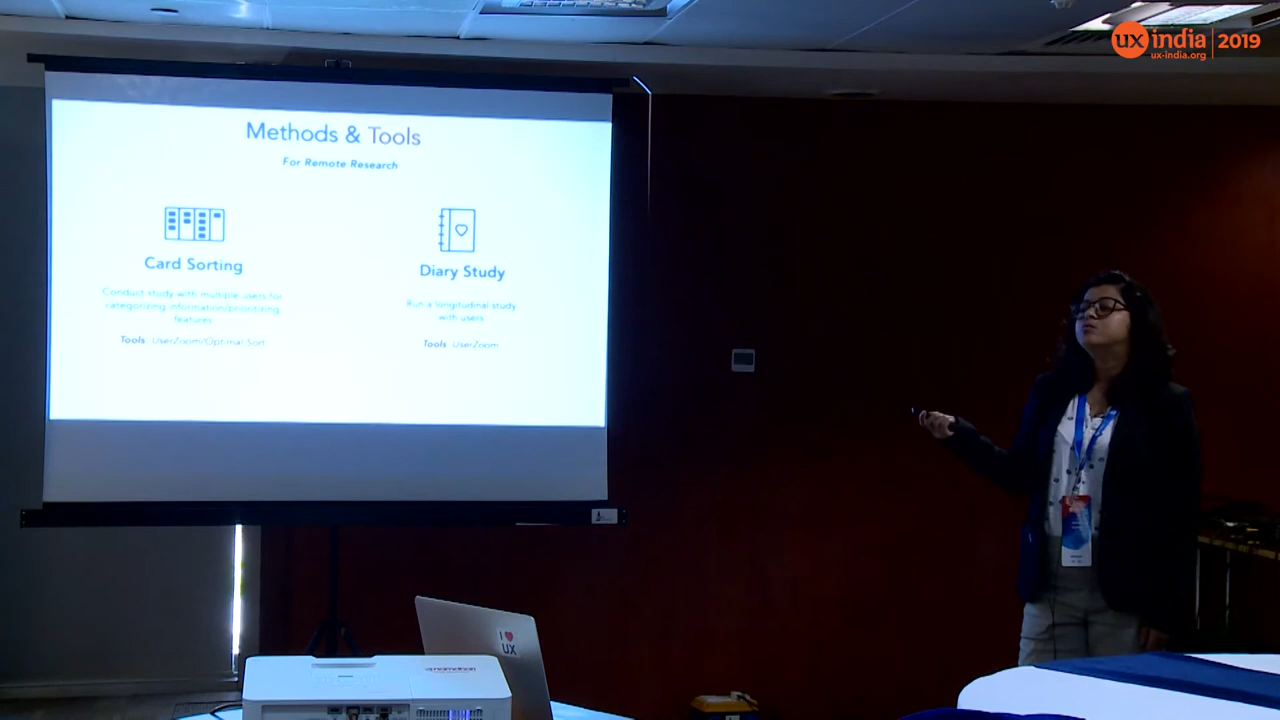 ux india 2019
ux-india.org
Methods & Tools
For Remote Research
Card Sorting
Conduct study with multiple users for
categorizing information/prioritizing
features
Tools UserZoom/Optimal Sort
Diary Study
Run a longitudinal study
with users
Tools UserZoom
I ♥
UX